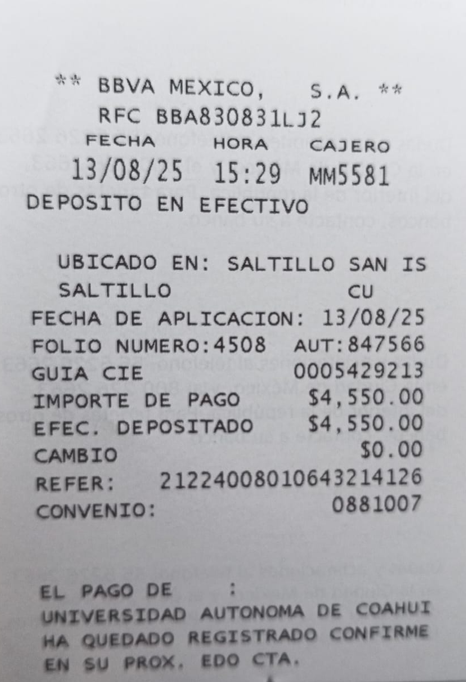 ** BBVA MEXICO, S.A. **
RFC BBA830831LJ2
FECHA HORA CAJERO
13/08/25 15:29 MM5581
DEPOSITO EN EFECTIVO
UBICADO EN: SALTILLO SAN IS
SALTILLO CU
FECHA DE APLICACION: 13/08/25
FOLIO NUMERO:4508 AUT:847566
GUIA CIE 0005429213
IMPORTE DE PAGO $4,550.00
EFEC. DEPOSITADO $4,550.00
CAMBIO $0.00
REFER: 21224008010643214126
CONVENIO: 0881007
EL PAGO DE :
UNIVERSIDAD AUTONOMA DE COAHUI
HA QUEDADO REGISTRADO CONFIRME
EN SU PROX. EDO CTA.